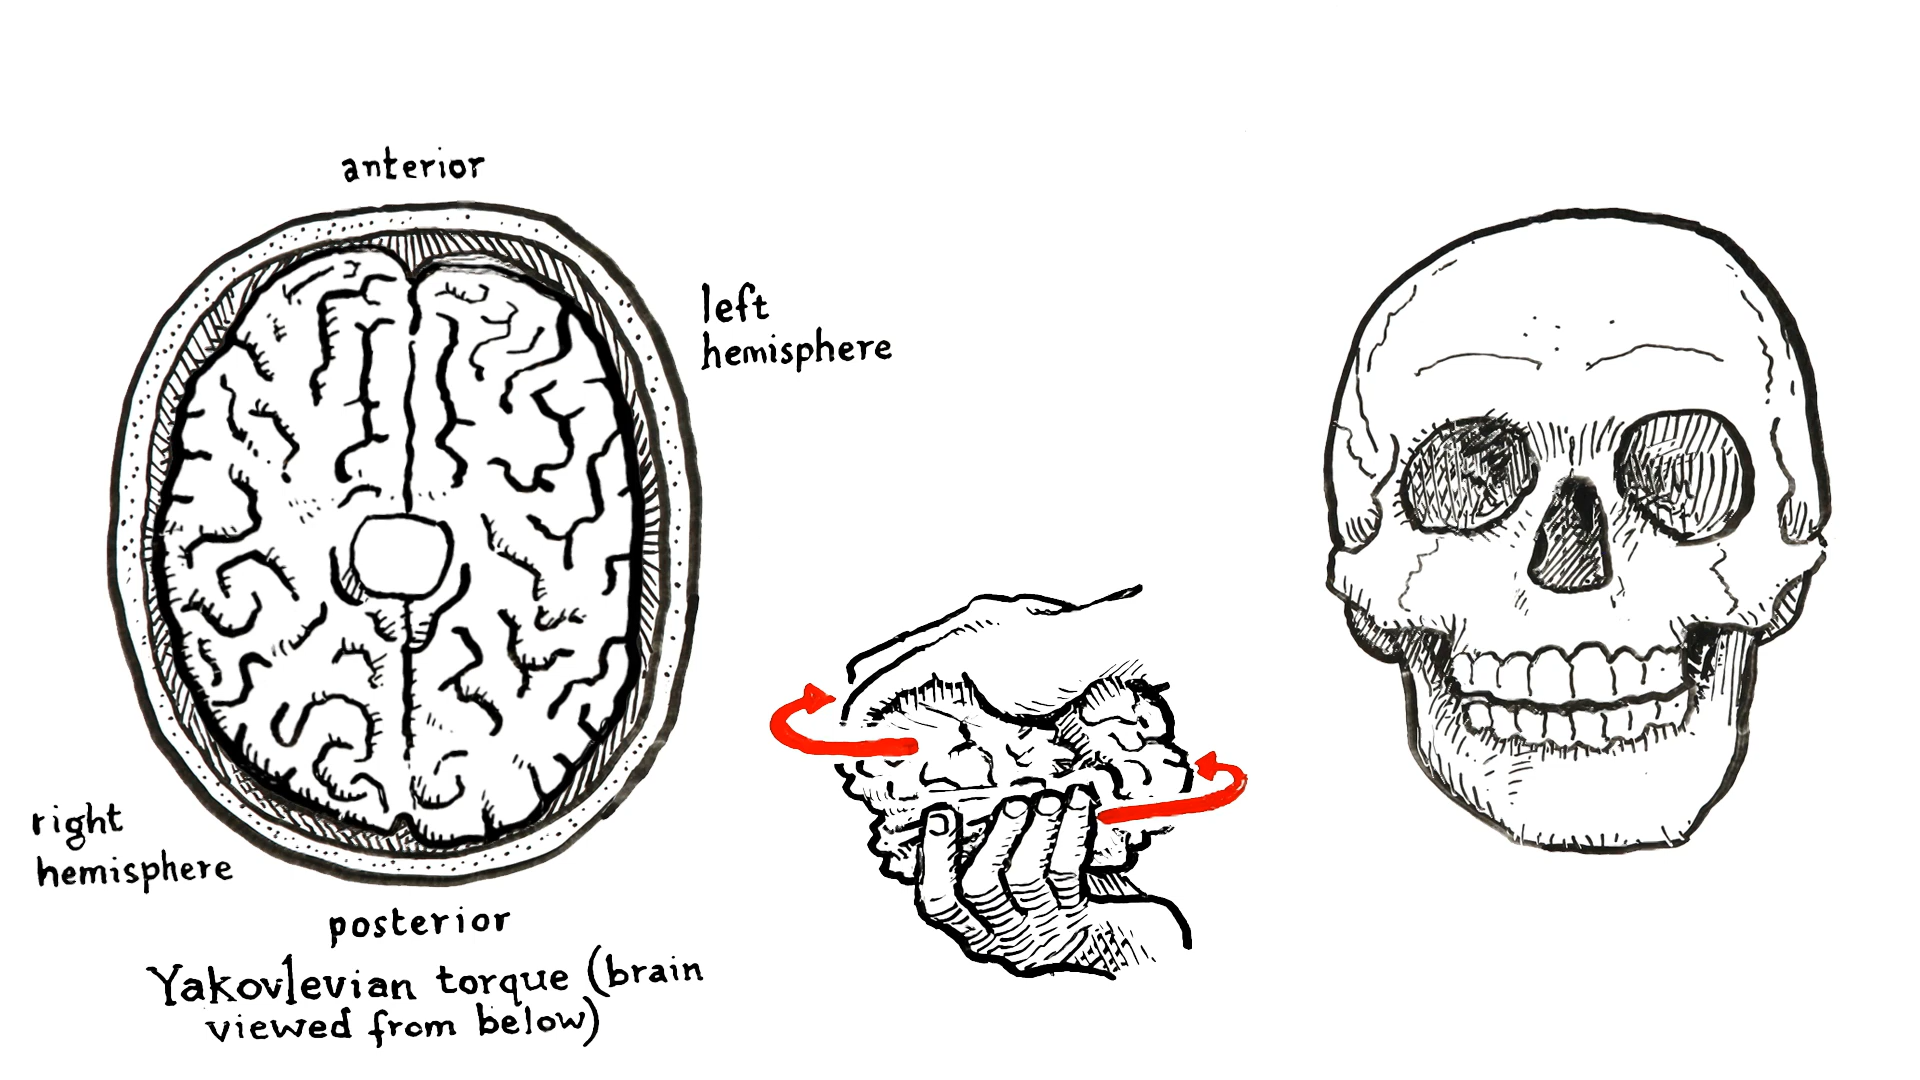 anterior
left
hemisphere
right
hemisphere
posterior
Yakovlevian torque (brain
viewed from below)